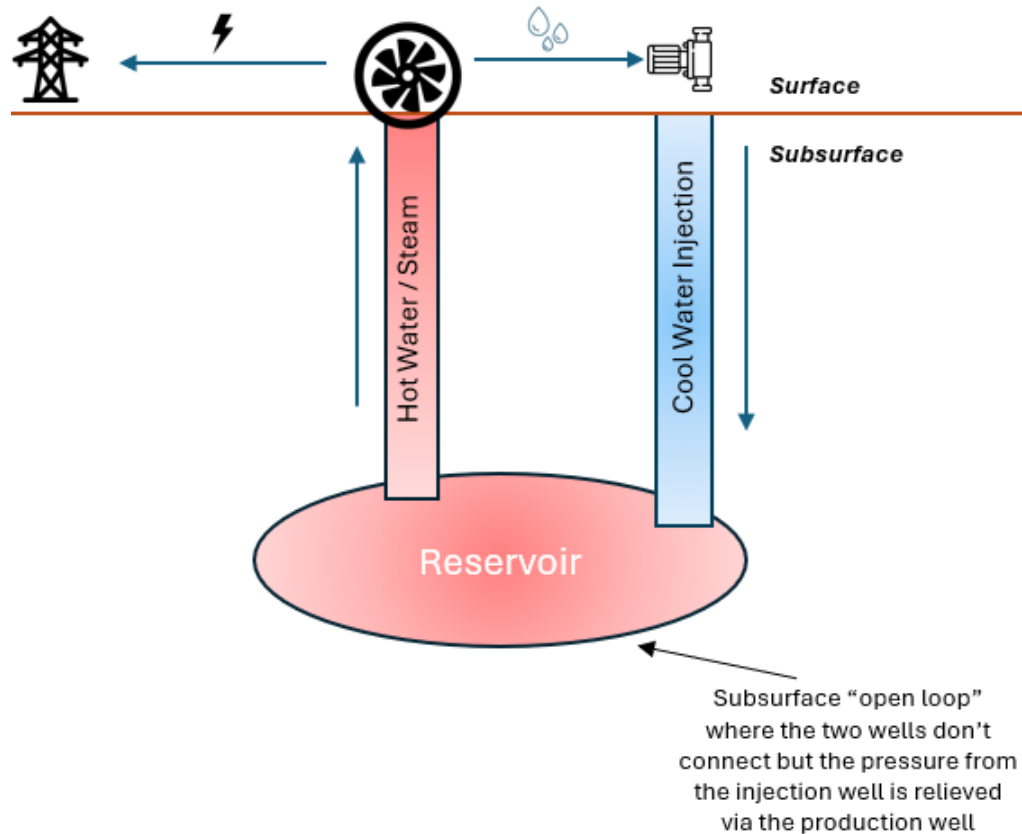 Surface
Subsurface
Hot Water / Steam
Cool Water Injection
Reservoir
Subsurface “open loop”
where the two wells don’t
connect but the pressure from
the injection well is relieved
via the production well